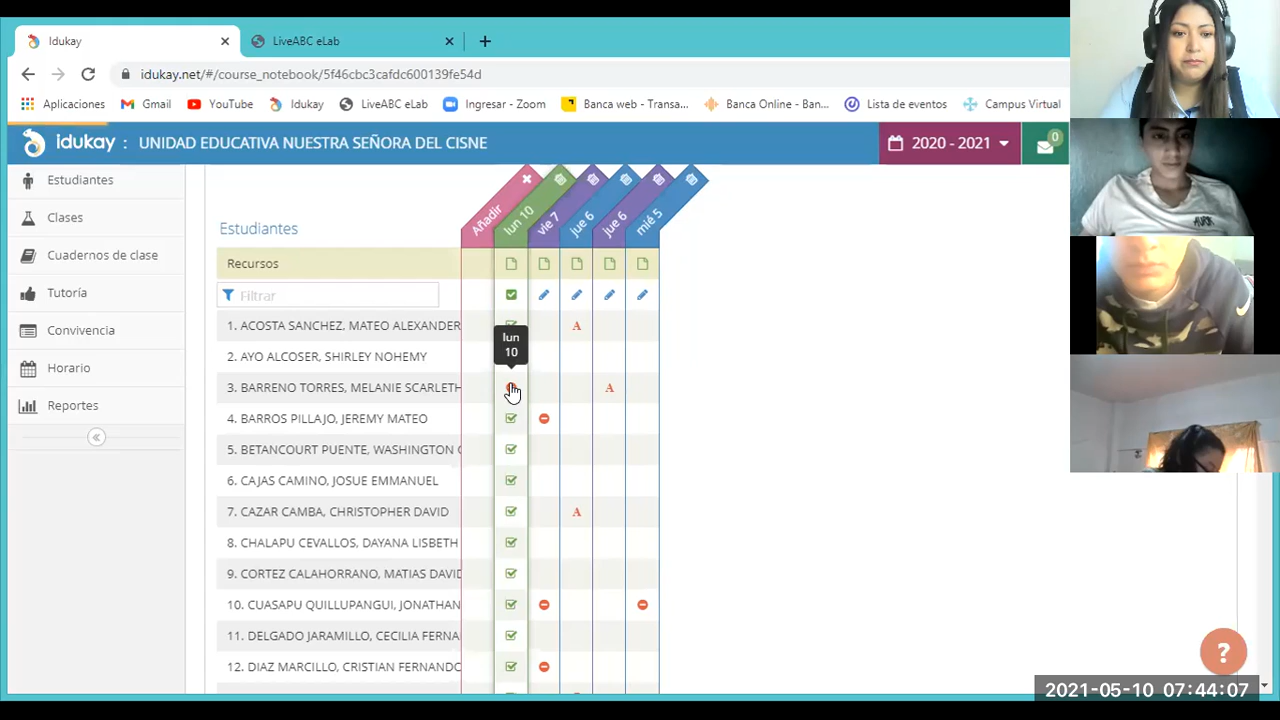 Idukay
LiveABC eLab
idukay.net/#/course_notebook/5f46cbc3cafdc600139fe54d
Aplicaciones
Gmail
YouTube
Idukay
LiveABC eLab
Ingresar - Zoom
Banca web - Transa...
Banca Online - Ban...
Lista de eventos
Campus Virtual
idukay : UNIDAD EDUCATIVA NUESTRA SEÑORA DEL CISNE
2020 - 2021
0
Estudiantes
Clases
Cuadernos de clase
Tutoría
Convivencia
Horario
Reportes
Añadir
lun 10
vie 7
jue 6
jue 6
mié 5
Estudiantes
Recursos
Filtrar
1. ACOSTA SANCHEZ, MATEO ALEXANDER
A
lun
10
2. AYO ALCOSER, SHIRLEY NOHEMY
3. BARRENO TORRES, MELANIE SCARLETH
A
4. BARROS PILLAJO, JEREMY MATEO
5. BETANCOURT PUENTE, WASHINGTON
6. CAJAS CAMINO, JOSUE EMMANUEL
7. CAZAR CAMBA, CHRISTOPHER DAVID
A
8. CHALAPU CEVALLOS, DAYANA LISBETH
9. CORTEZ CALAHORRANO, MATIAS DAVID
10. CUASAPU QUILLUPANGUI, JONATHAN
11. DELGADO JARAMILLO, CECILIA FERNA
12. DIAZ MARCILLO, CRISTIAN FERNANDO
?
2021-05-10 07:44:07